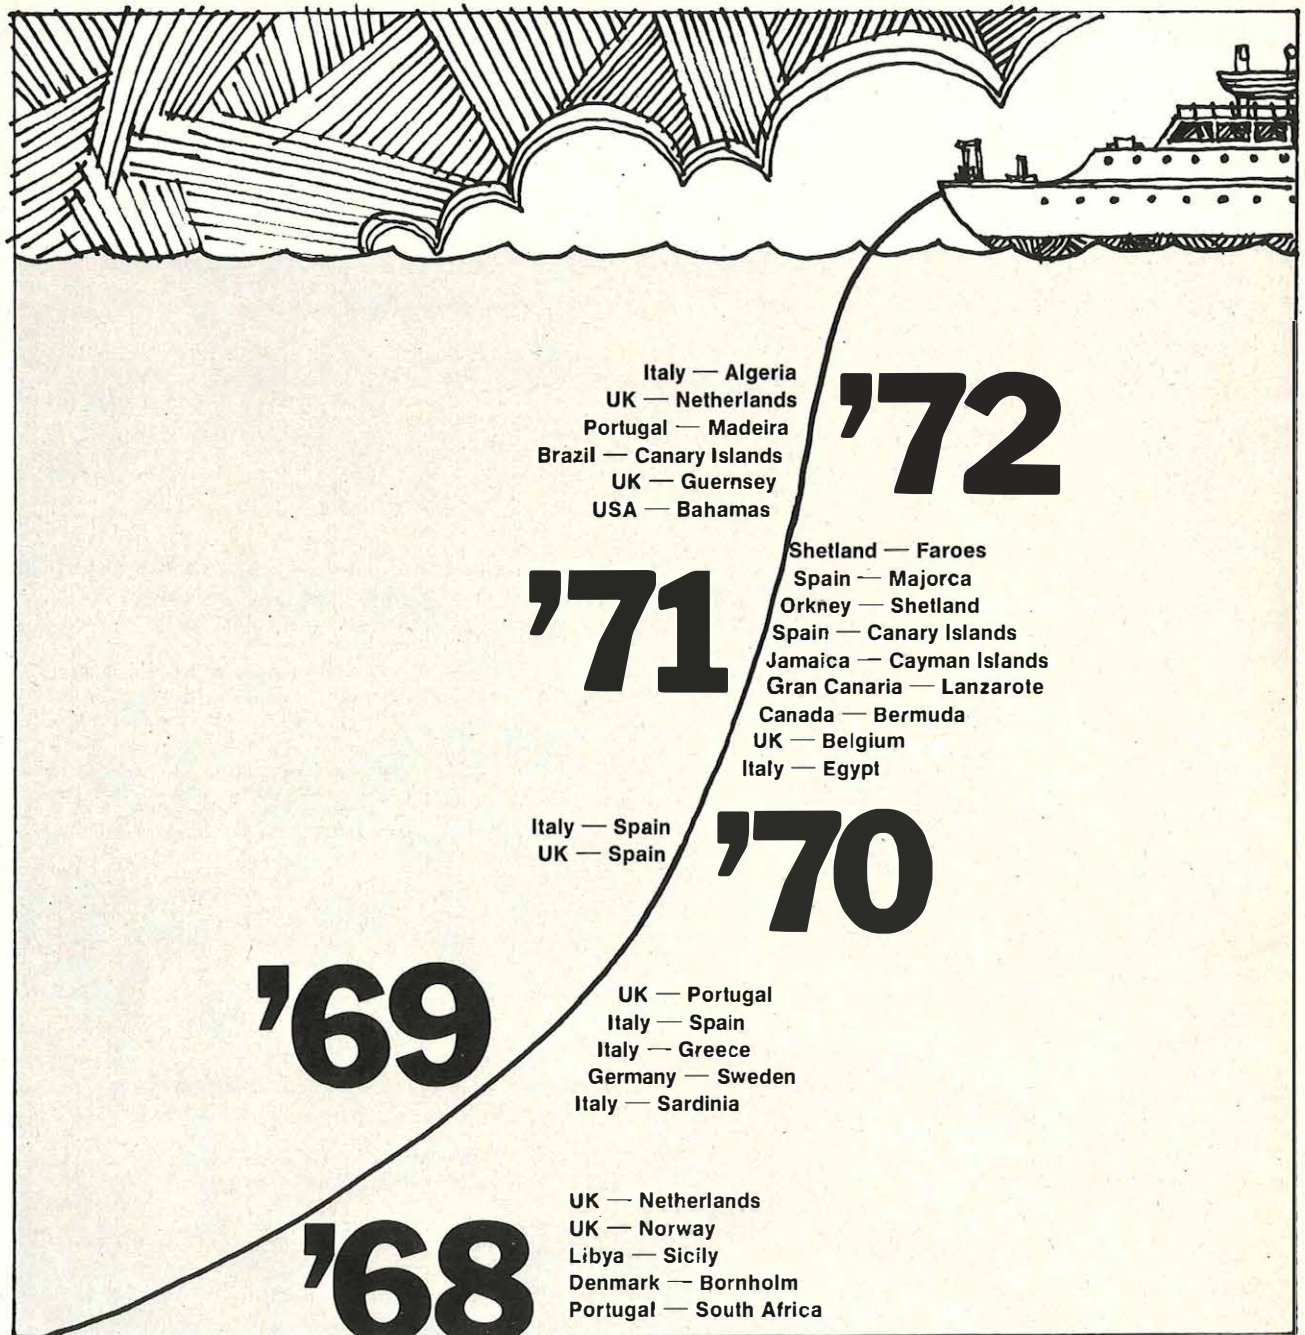 Italy — Algeria
UK — Netherlands
Portugal — Madeira
Brazil — Canary Islands
UK — Guernsey
USA — Bahamas
’72
Shetland — Faroes
Spain — Majorca
Orkney — Shetland
Spain — Canary Islands
Jamaica — Cayman Islands
Gran Canaria — Lanzarote
Canada — Bermuda
UK — Belgium
Italy — Egypt
’71
Italy — Spain
UK — Spain
’70
’69
UK — Portugal
Italy — Spain
Italy — Greece
Germany — Sweden
Italy — Sardinia
’68
UK — Netherlands
UK — Norway
Libya — Sicily
Denmark — Bornholm
Portugal — South Africa